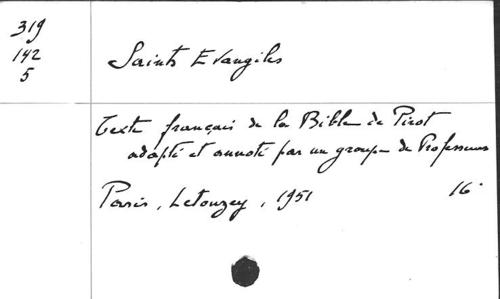 319
142
5
Saints Evangiles
Texte français de la Bible de Pirot
adapté et annoté par un groupe de Professeurs
Paris, Letouzey, 1951 16°